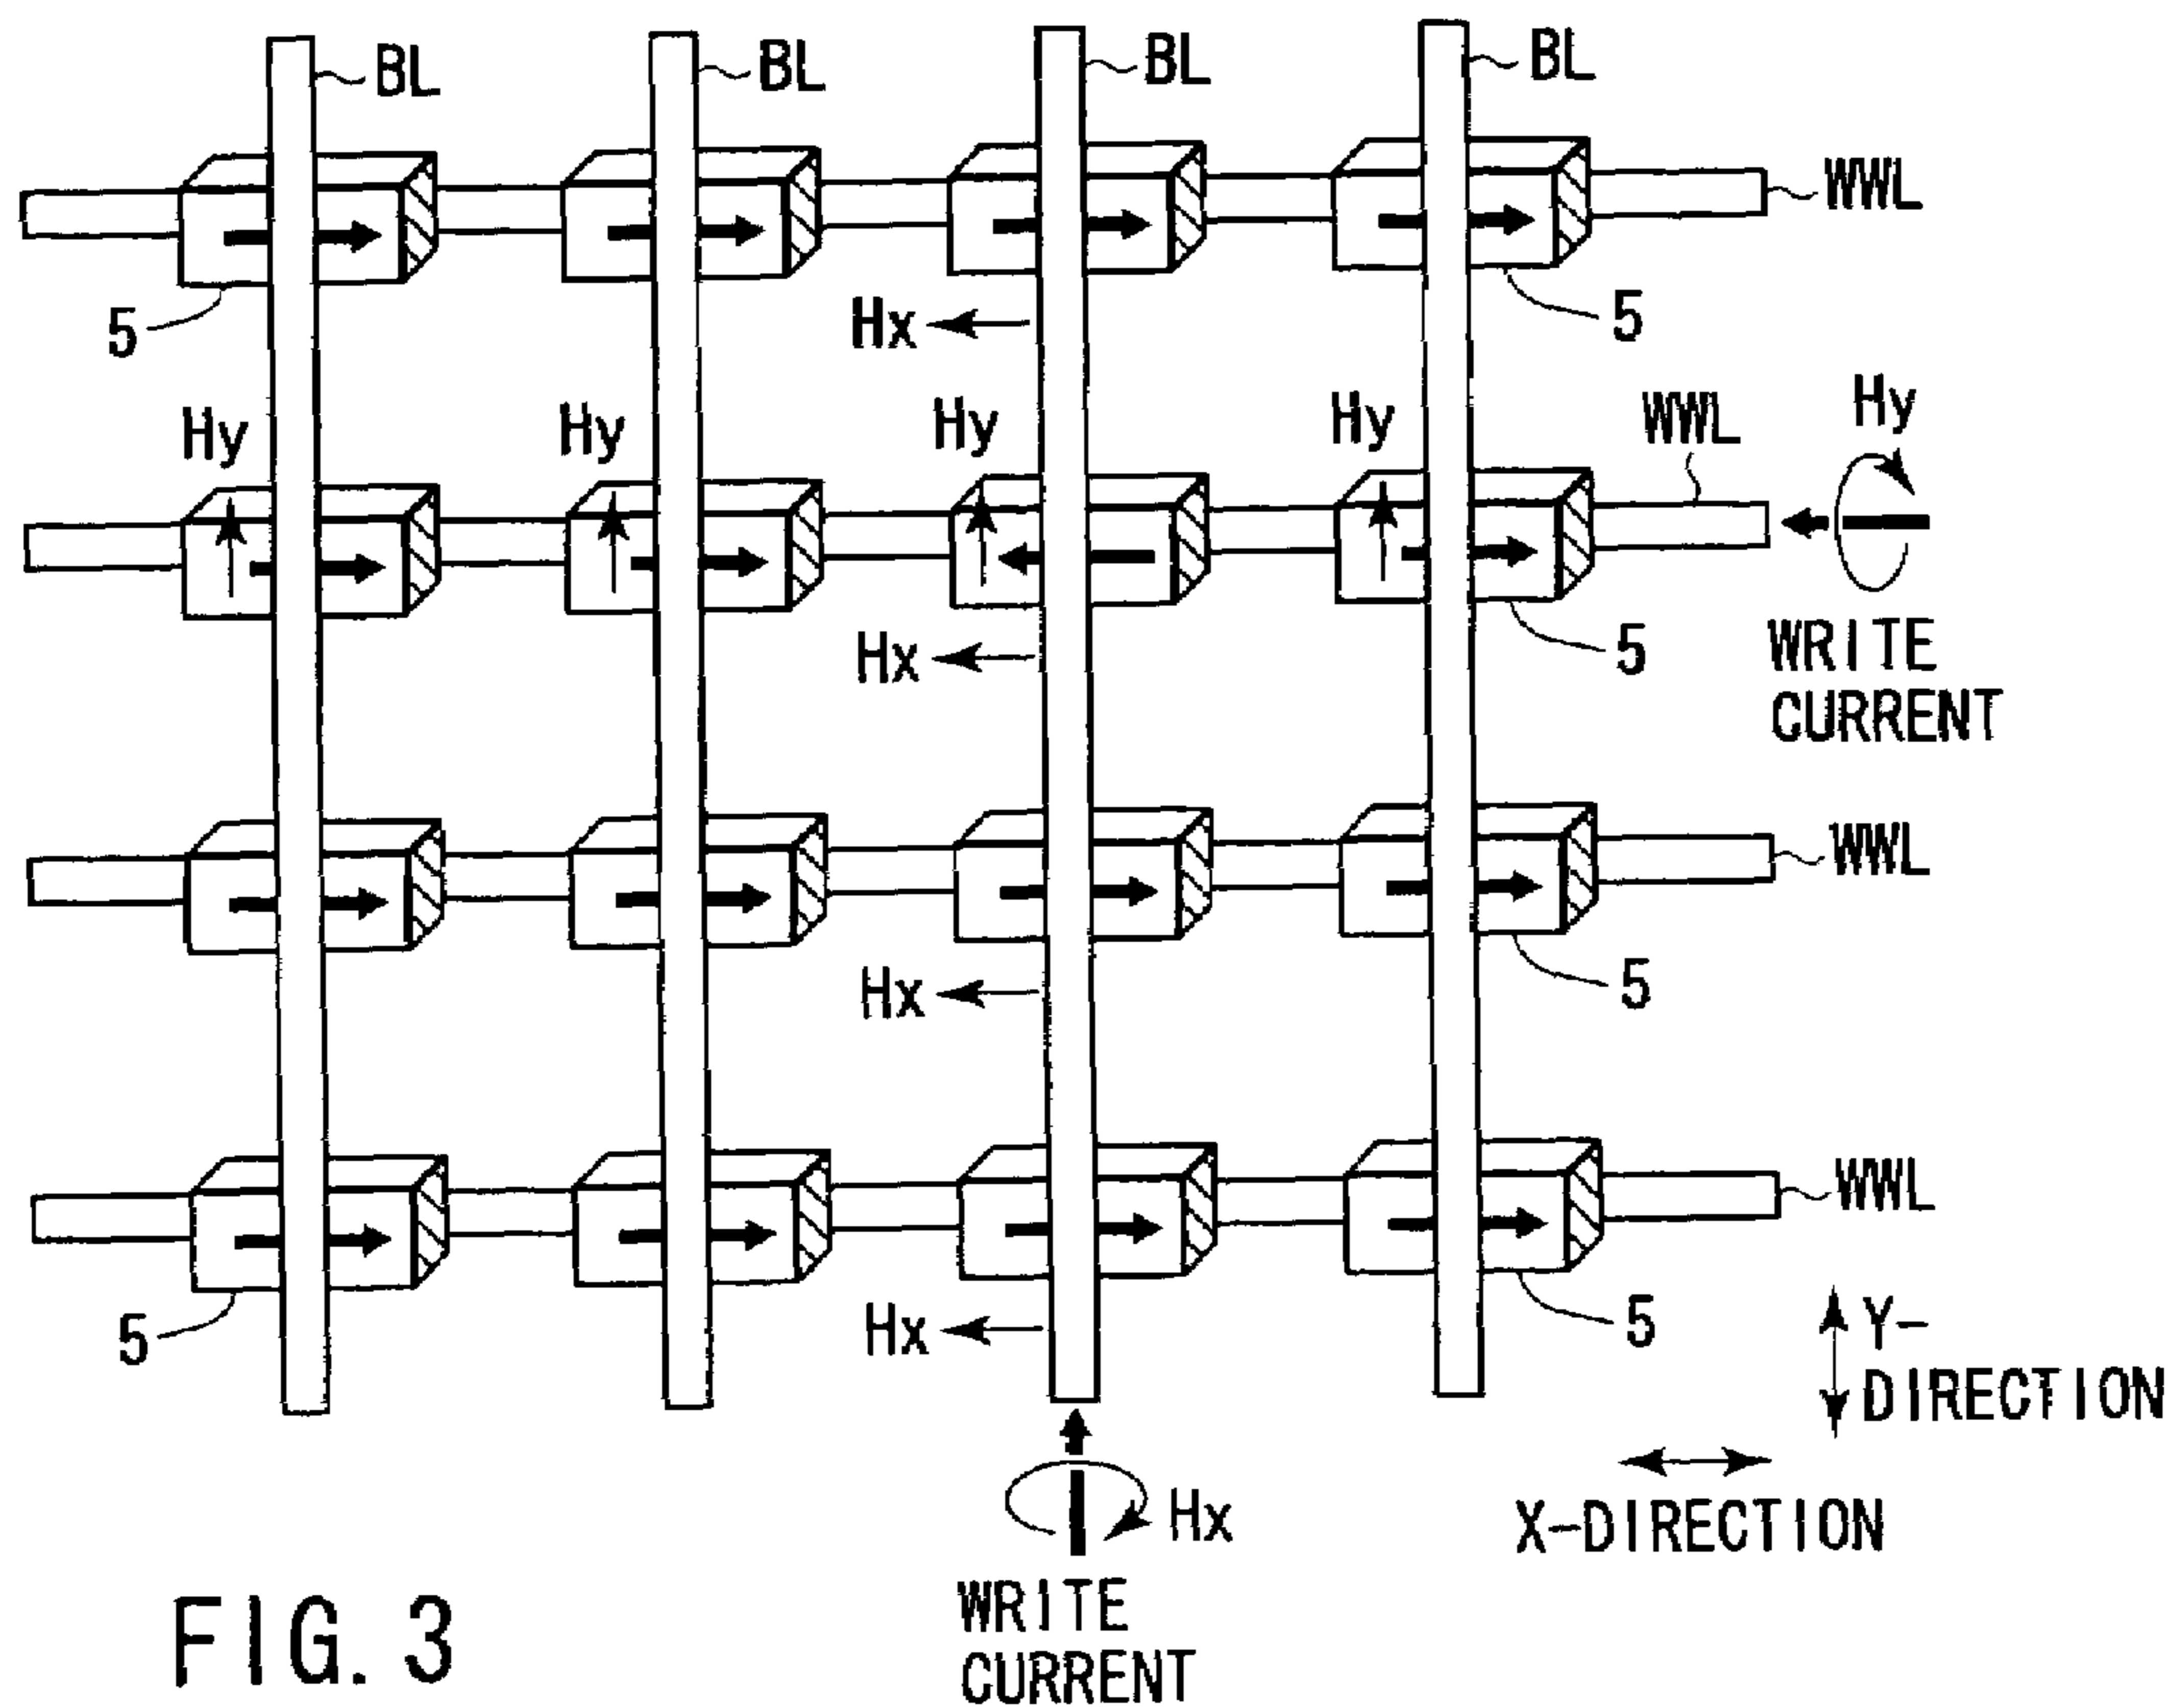 BL BL BL BL
WWL
5 Hx 5
Hy Hy Hy Hy WWL Hy
Hx 5 WRITE
CURRENT
WWL
Hx 5
WWL
5 Hx 5 Y-
DIRECTION
Hx X-DIRECTION
WRITE
CURRENT
FIG. 3